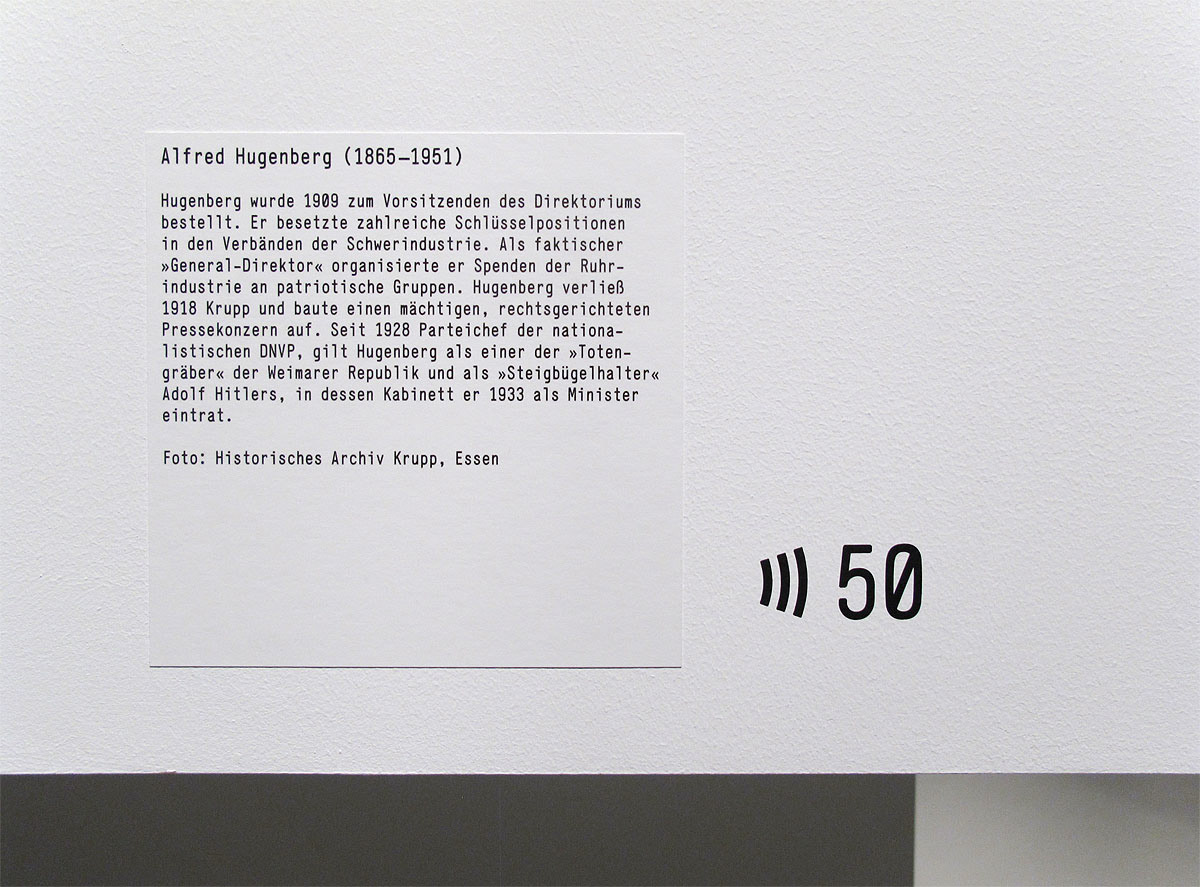 Alfred Hugenberg (1865–1951)
Hugenberg wurde 1909 zum Vorsitzenden des Direktoriums
bestellt. Er besetzte zahlreiche Schlüsselpositionen
in den Verbänden der Schwerindustrie. Als faktischer
»General-Direktor« organisierte er Spenden der Ruhr-
industrie an patriotische Gruppen. Hugenberg verließ
1918 Krupp und baute einen mächtigen, rechtsgerichteten
Pressekonzern auf. Seit 1928 Parteichef der nationa-
listischen DNVP, gilt Hugenberg als einer der »Toten-
gräber« der Weimarer Republik und als »Steigbügelhalter«
Adolf Hitlers, in dessen Kabinett er 1933 als Minister
eintrat.
Foto: Historisches Archiv Krupp, Essen
50